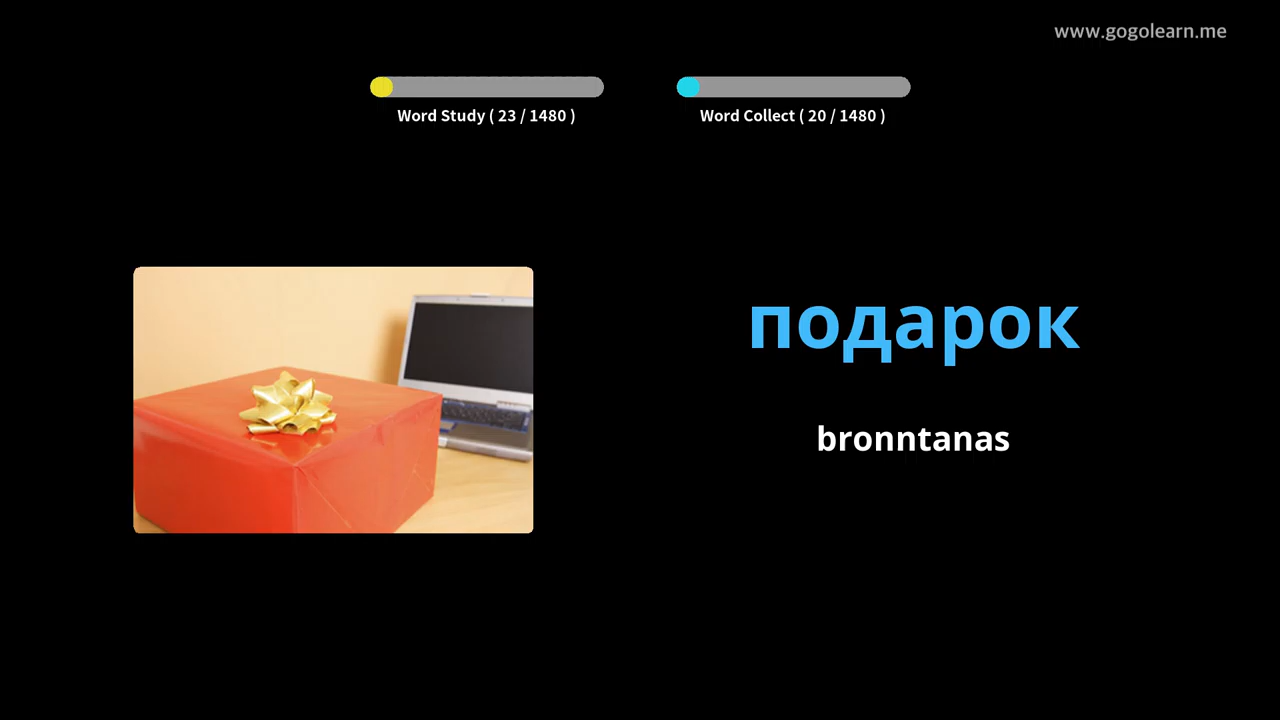 www.gogolearn.me
Word Study ( 23 / 1480 )
Word Collect ( 20 / 1480 )
подарок
bronntanas